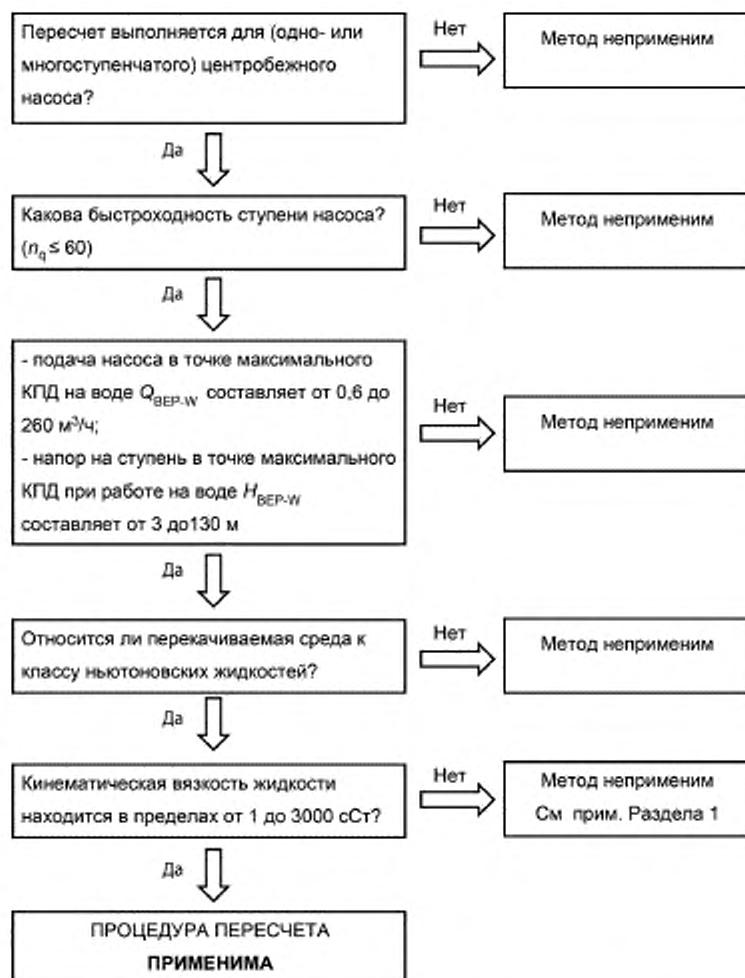 Пересчет выполняется для (одно- или
многоступенчатого) центробежного
насоса?
Нет
Метод неприменим
Да
Какова быстроходность ступени насоса?
(nq ≤ 60)
Нет
Метод неприменим
Да
- подача насоса в точке максимального
КПД на воде QBEP-W составляет от 0,6 до
260 м³/ч;
- напор на ступень в точке максимального
КПД при работе на воде HBEP-W
составляет от 3 до130 м
Нет
Метод неприменим
Да
Относится ли перекачиваемая среда к
классу ньютоновских жидкостей?
Нет
Метод неприменим
Да
Кинематическая вязкость жидкости
находится в пределах от 1 до 3000 сСт?
Нет
Метод неприменим
См прим. Раздела 1
Да
ПРОЦЕДУРА ПЕРЕСЧЕТА
ПРИМЕНИМА